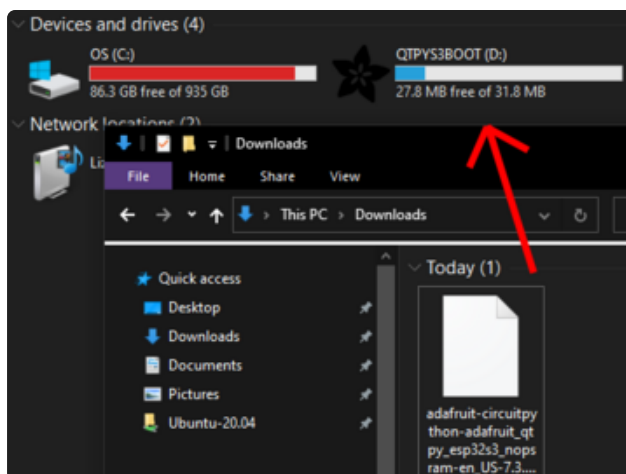 Devices and drives (4)
OS (C:)
86.3 GB free of 935 GB
QTPYS3BOOT (D:)
27.8 MB free of 31.8 MB
Network locations (2)
Downloads
File Home Share View
This PC > Downloads
Quick access
Desktop
Downloads
Documents
Pictures
Ubuntu-20.04
Today (1)
adafruit-circuitpy
thon-adafruit_qt
py_esp32s3_nops
ram-en_US-7.3....